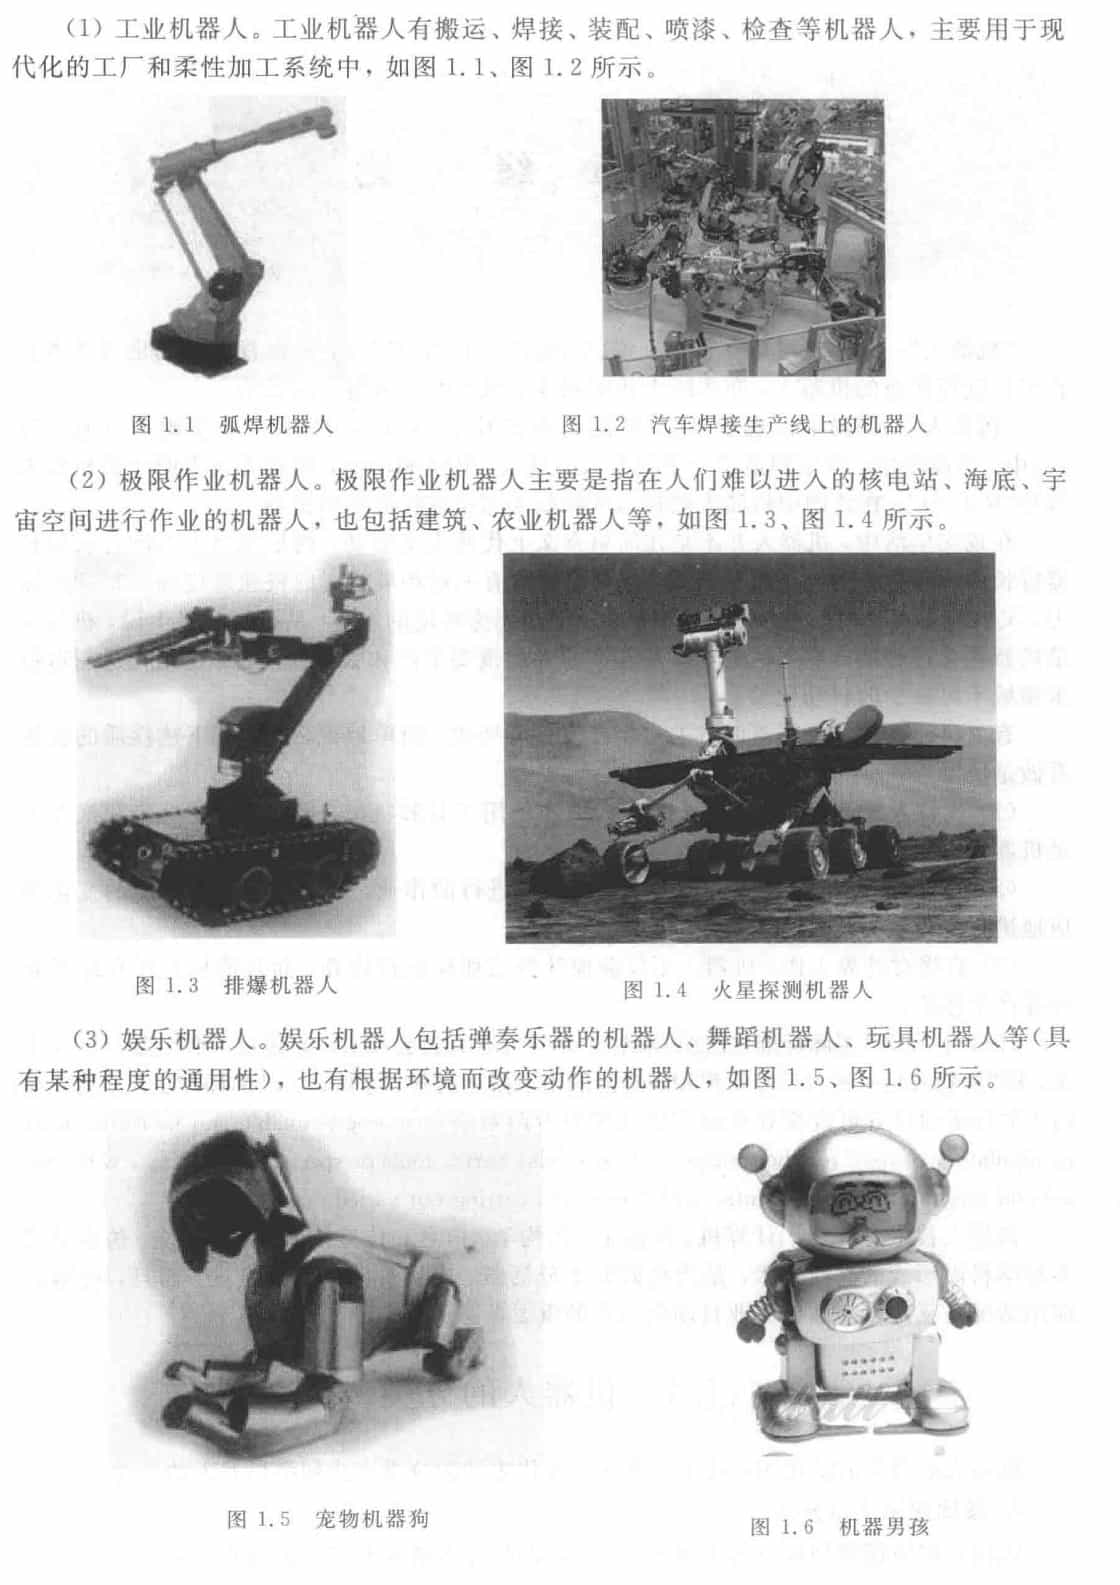 (1) 工业机器人。工业机器人有搬运、焊接、装配、喷漆、检查等机器人，主要用于现
代化的工厂和柔性加工系统中，如图 1.1、图 1.2 所示。
图 1.1 弧焊机器人
图 1.2 汽车焊接生产线上的机器人
(2) 极限作业机器人。极限作业机器人主要是指在人们难以进入的核电站、海底、宇
宙空间进行作业的机器人，也包括建筑、农业机器人等，如图 1.3、图 1.4 所示。
图 1.3 排爆机器人
图 1.4 火星探测机器人
(3) 娱乐机器人。娱乐机器人包括弹奏乐器的机器人、舞蹈机器人、玩具机器人等(具
有某种程度的通用性)，也有根据环境而改变动作的机器人，如图 1.5、图 1.6 所示。
图 1.5 宠物机器狗
图 1.6 机器男孩